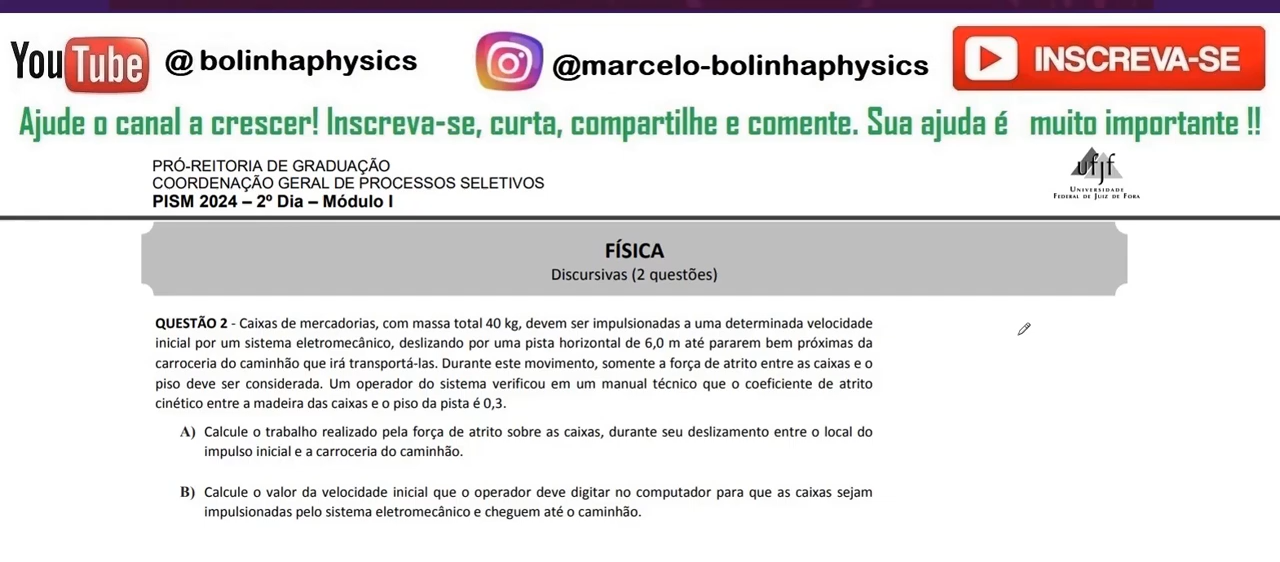 YouTube @bolinhaphysics @marcelo-bolinhaphysics INSCREVA-SE
Ajude o canal a crescer! Inscreva-se, curta, compartilhe e comente. Sua ajuda é muito importante !!
PRÓ-REITORIA DE GRADUAÇÃO
COORDENAÇÃO GERAL DE PROCESSOS SELETIVOS
PISM 2024 – 2º Dia – Módulo I
ufjf
UNIVERSIDADE
FEDERAL DE JUIZ DE FORA
FÍSICA
Discursivas (2 questões)
QUESTÃO 2 - Caixas de mercadorias, com massa total 40 kg, devem ser impulsionadas a uma determinada velocidade
inicial por um sistema eletromecânico, deslizando por uma pista horizontal de 6,0 m até pararem bem próximas da
carroceria do caminhão que irá transportá-las. Durante este movimento, somente a força de atrito entre as caixas e o
piso deve ser considerada. Um operador do sistema verificou em um manual técnico que o coeficiente de atrito
cinético entre a madeira das caixas e o piso da pista é 0,3.
A) Calcule o trabalho realizado pela força de atrito sobre as caixas, durante seu deslizamento entre o local do
impulso inicial e a carroceria do caminhão.
B) Calcule o valor da velocidade inicial que o operador deve digitar no computador para que as caixas sejam
impulsionadas pelo sistema eletromecânico e cheguem até o caminhão.